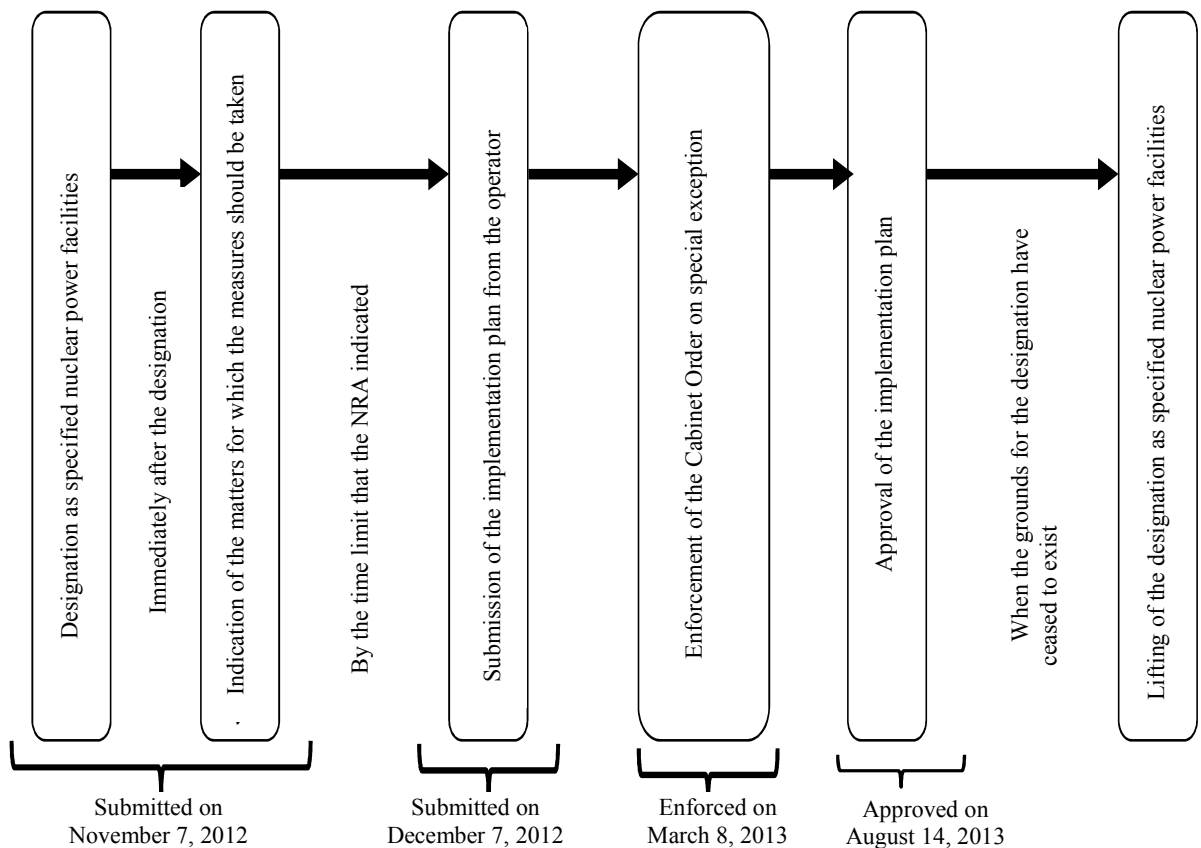 Designation as specified nuclear power facilities
Immediately after the designation
Indication of the matters for which the measures should be taken
By the time limit that the NRA indicated
Submission of the implementation plan from the operator
Enforcement of the Cabinet Order on special exception
Approval of the implementation plan
When the grounds for the designation have
ceased to exist
Lifting of the designation as specified nuclear power facilities
Submitted on
November 7, 2012
Submitted on
December 7, 2012
Enforced on
March 8, 2013
Approved on
August 14, 2013